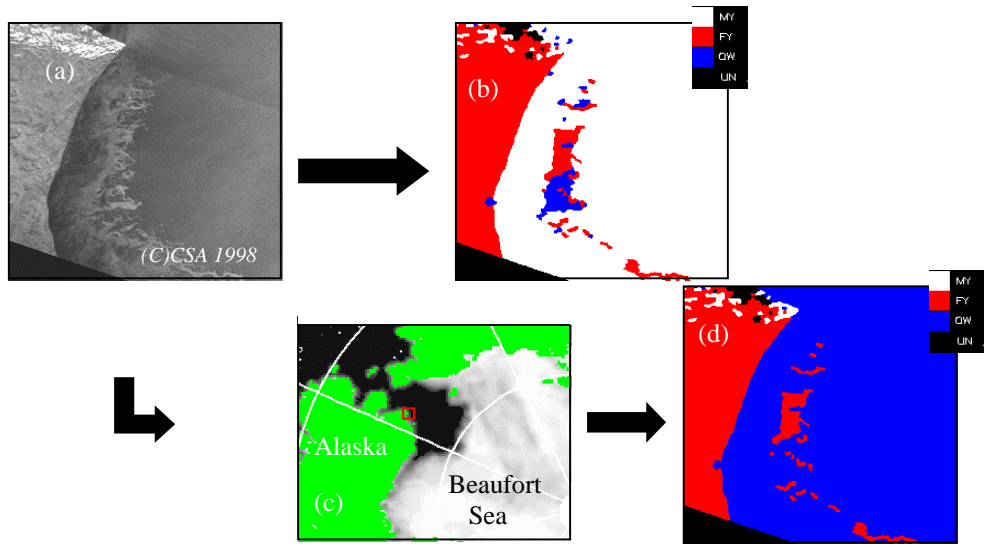 (a)
(C)CSA 1998
(b)
MY
FY
OW
UN
Alaska
(c)
Beaufort
Sea
(d)
MY
FY
OW
UN